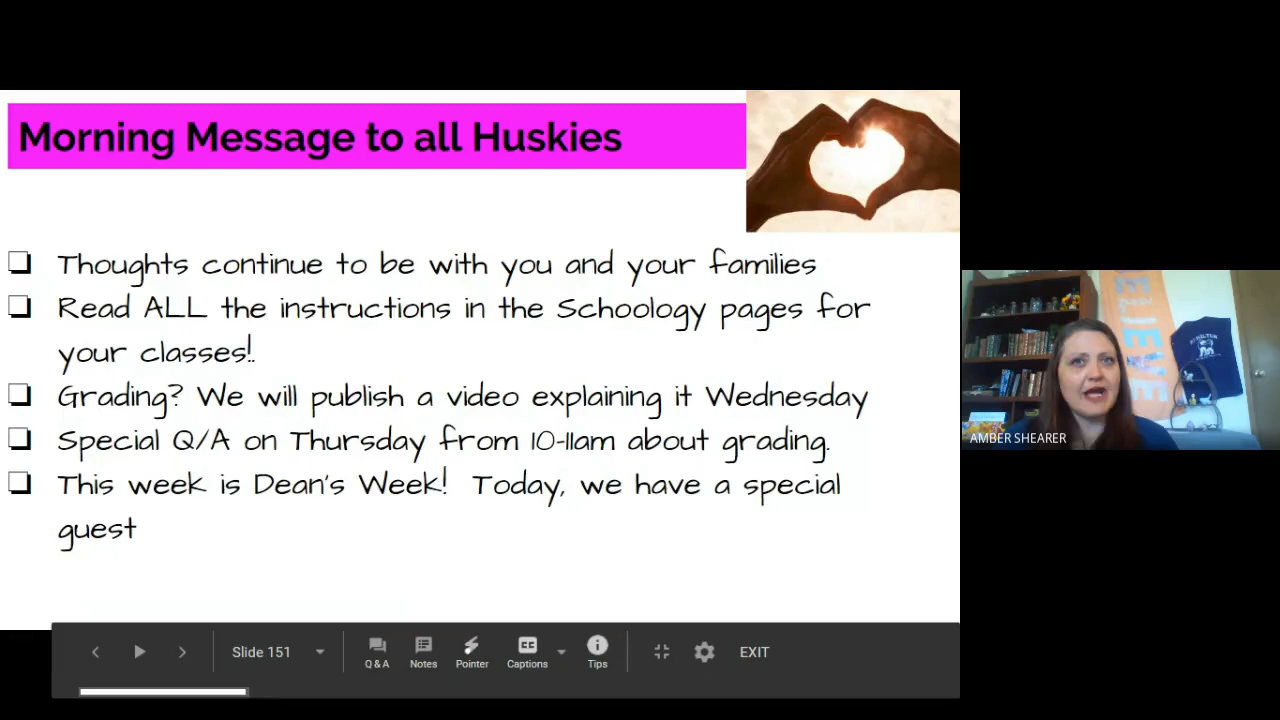 Morning Message to all Huskies
Thoughts continue to be with you and your families
Read ALL the instructions in the Schoology pages for
your classes!.
Grading? We will publish a video explaining it Wednesday
Special Q/A on Thursday from 10-11am about grading.
This week is Dean's Week!  Today, we have a special
guest
AMBER SHEARER
Slide 151
Q & A
Notes
Pointer
CC
Captions
Tips
EXIT